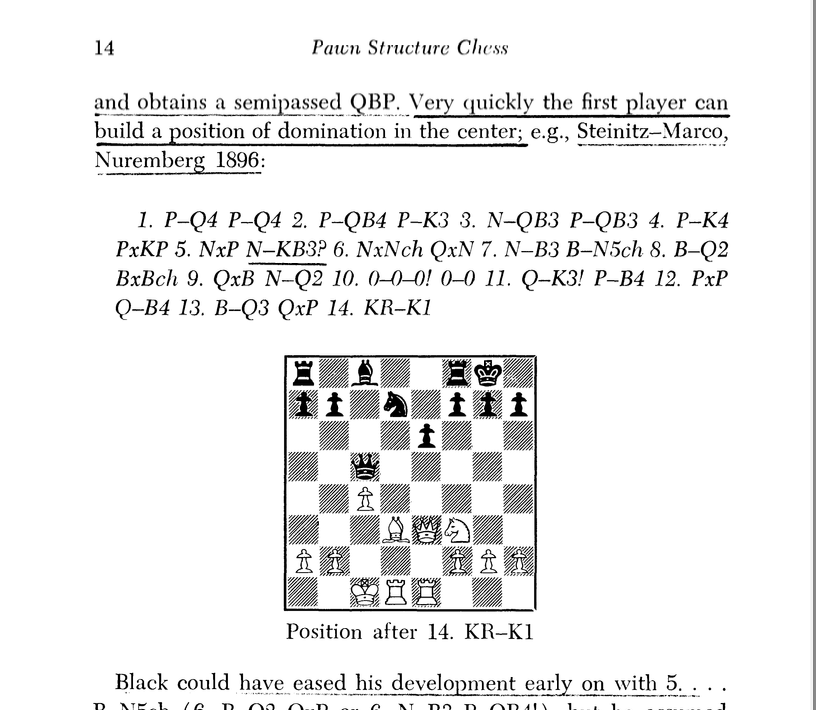 14
Pawn Structure Chess
and obtains a semipassed QBP. Very quickly the first player can
build a position of domination in the center; e.g., Steinitz–Marco,
Nuremberg 1896:
1. P–Q4 P–Q4 2. P–QB4 P–K3 3. N–QB3 P–QB3 4. P–K4
PxKP 5. NxP N–KB3? 6. NxNch QxN 7. N–B3 B–N5ch 8. B–Q2
BxBch 9. QxB N–Q2 10. 0–0–0! 0–0 11. Q–K3! P–B4 12. PxP
Q–B4 13. B–Q3 QxP 14. KR–K1
Position after 14. KR–K1
Black could have eased his development early on with 5. . . .